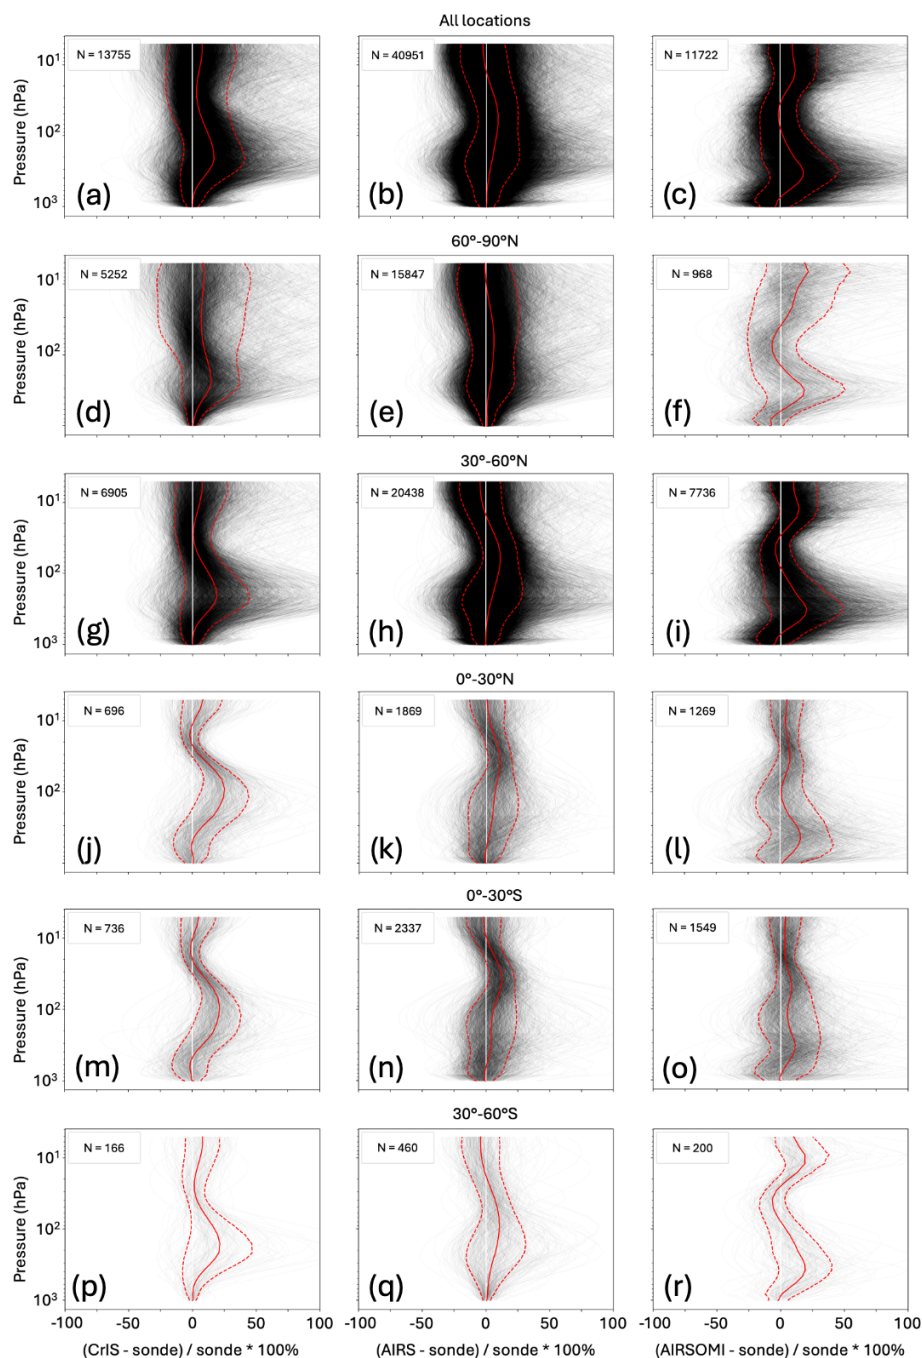 All locations
Pressure (hPa)
10¹
10²
10³
N = 13755
(a)
N = 40951
(b)
N = 11722
(c)
60°-90°N
Pressure (hPa)
10¹
10²
N = 5252
(d)
N = 15847
(e)
N = 968
(f)
30°-60°N
Pressure (hPa)
10¹
10²
10³
N = 6905
(g)
N = 20438
(h)
N = 7736
(i)
0°-30°N
Pressure (hPa)
10¹
10²
N = 696
(j)
N = 1869
(k)
N = 1269
(l)
0°-30°S
Pressure (hPa)
10¹
10²
10³
N = 736
(m)
N = 2337
(n)
N = 1549
(o)
30°-60°S
Pressure (hPa)
10¹
10²
10³
N = 166
(p)
N = 460
(q)
N = 200
(r)
-100 -50 0 50 100 -50 0 50 100 -50 0 50 100
(CrIS - sonde) / sonde * 100% (AIRS - sonde) / sonde * 100% (AIRSOMI - sonde) / sonde * 100%